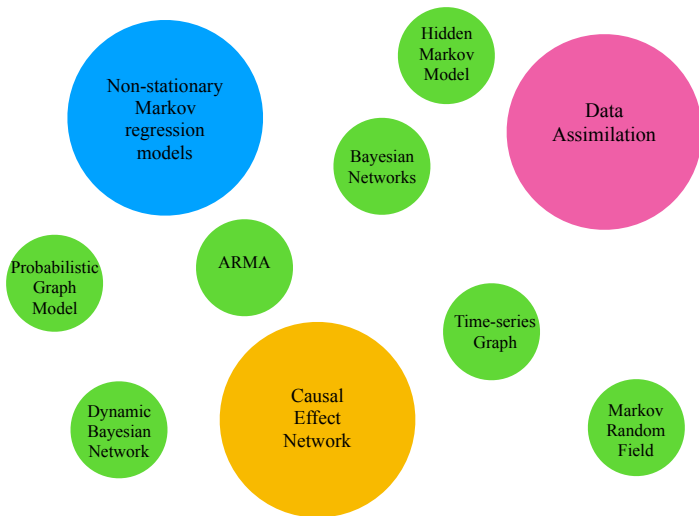 Hidden
Markov
Model
Non-stationary
Markov
regression
models
Data
Assimilation
Bayesian
Networks
Probabilistic
Graph
Model
ARMA
Time-series
Graph
Causal
Effect
Network
Dynamic
Bayesian
Network
Markov
Random
Field